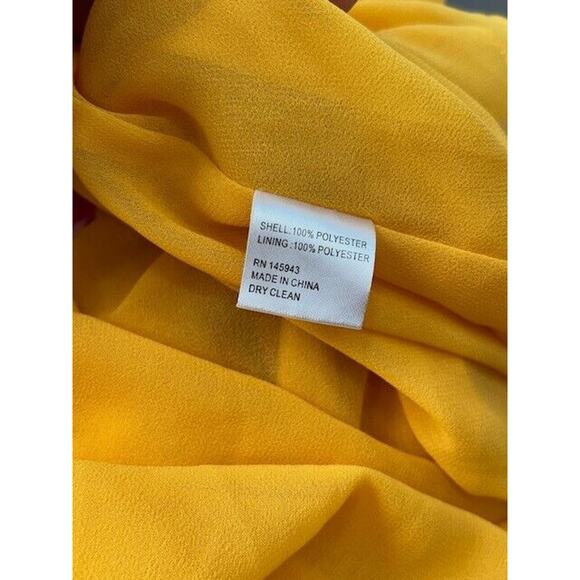 SHELL:100% POLYESTER
LINING:100% POLYESTER
RN 145943
MADE IN CHINA
DRY CLEAN